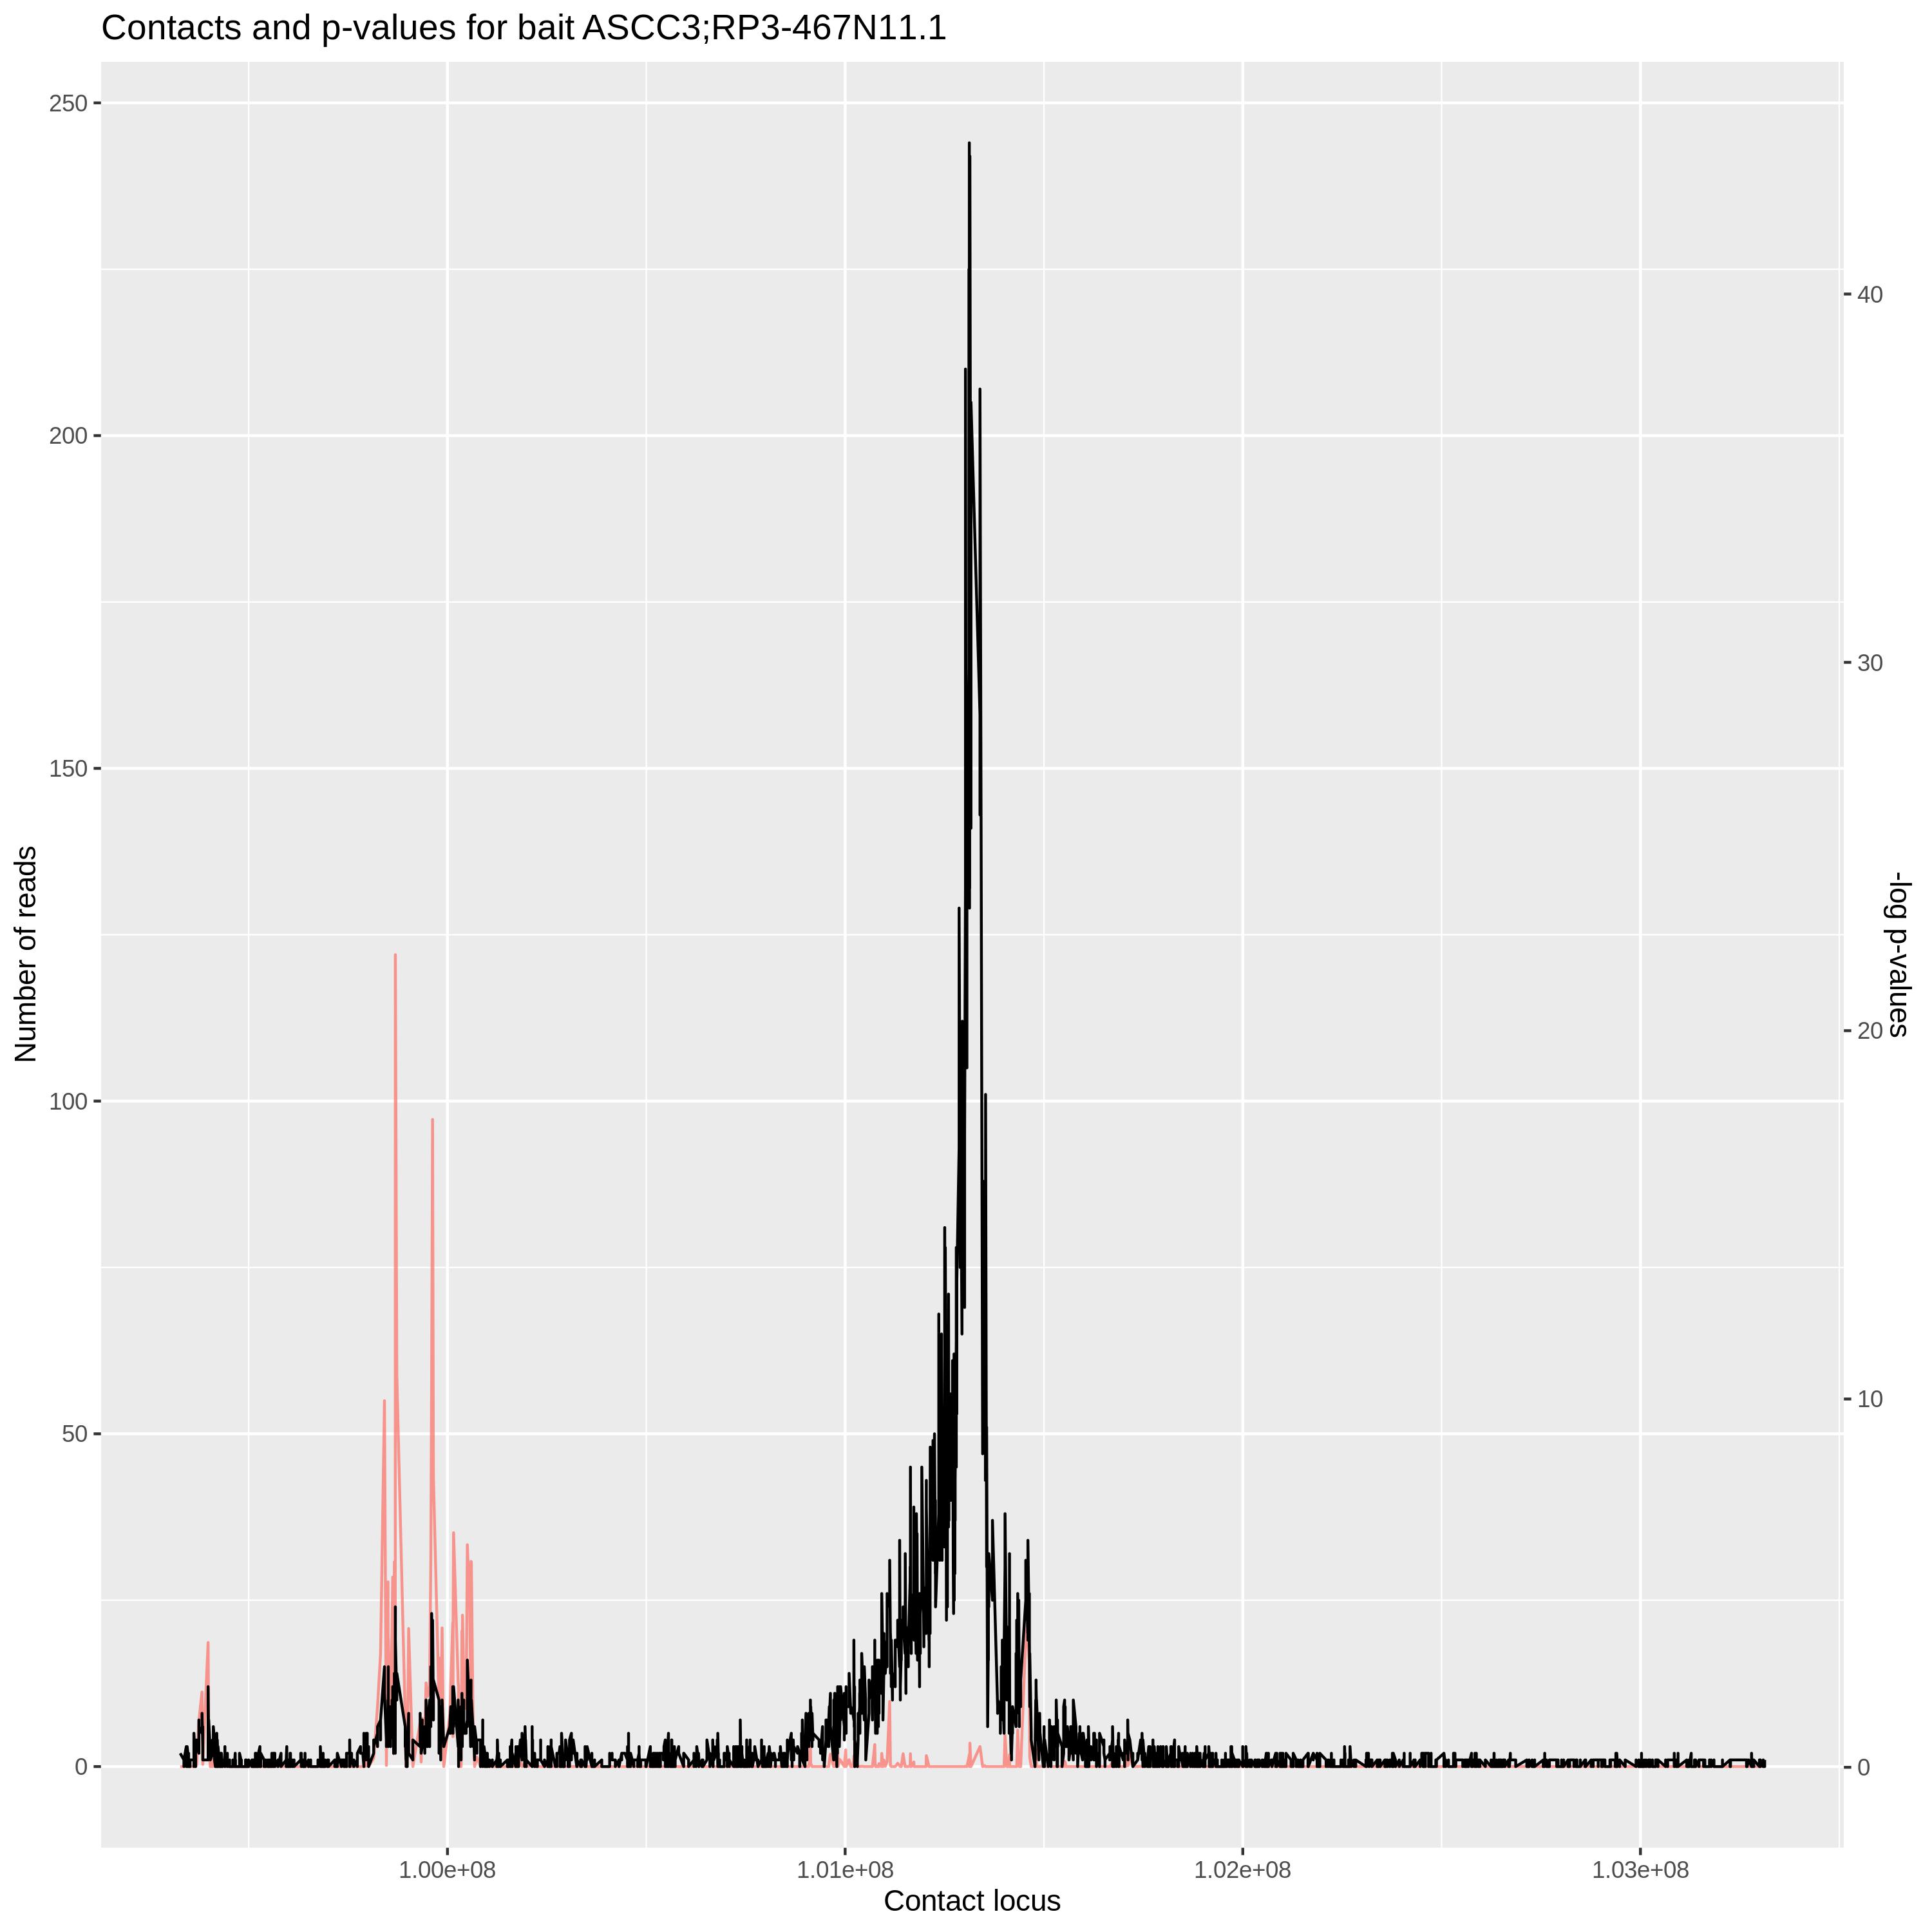 Contacts and p-values for bait ASCC3;RP3-467N11.1
250
200
150
100
50
0
Number of reads
40
30
20
10
0
-log p-values
1.00e+08
1.01e+08
1.02e+08
1.03e+08
Contact locus